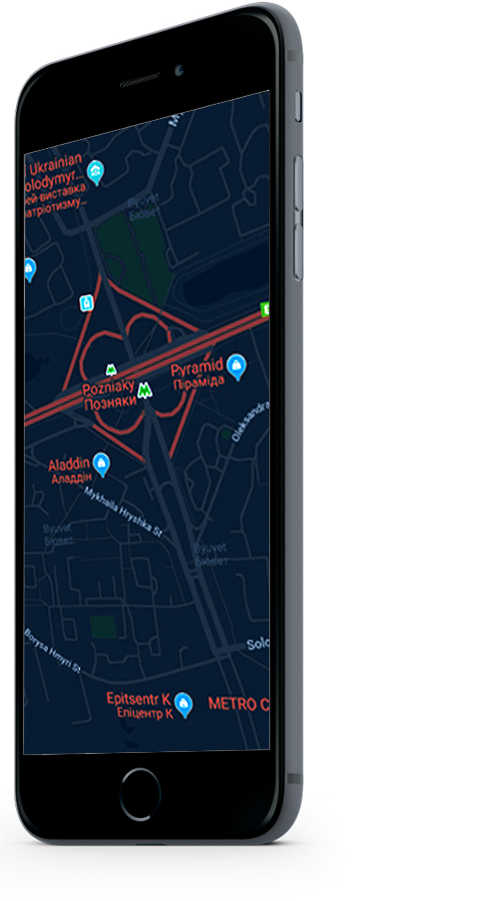 Ukrainian
olodymyr...
ей-виставка
атріотизму...
Byuvet
Бювет
Pyramid
Піраміда
Pozniaky
Позняки
Oleksandra
Aladdin
Аладдін
Mykhaila Hryshka St
Byuvet
Бювет
Byuvet
Бювет
Borysa Hmyri St
Solo
Epitsentr K
Епіцентр К
METRO C